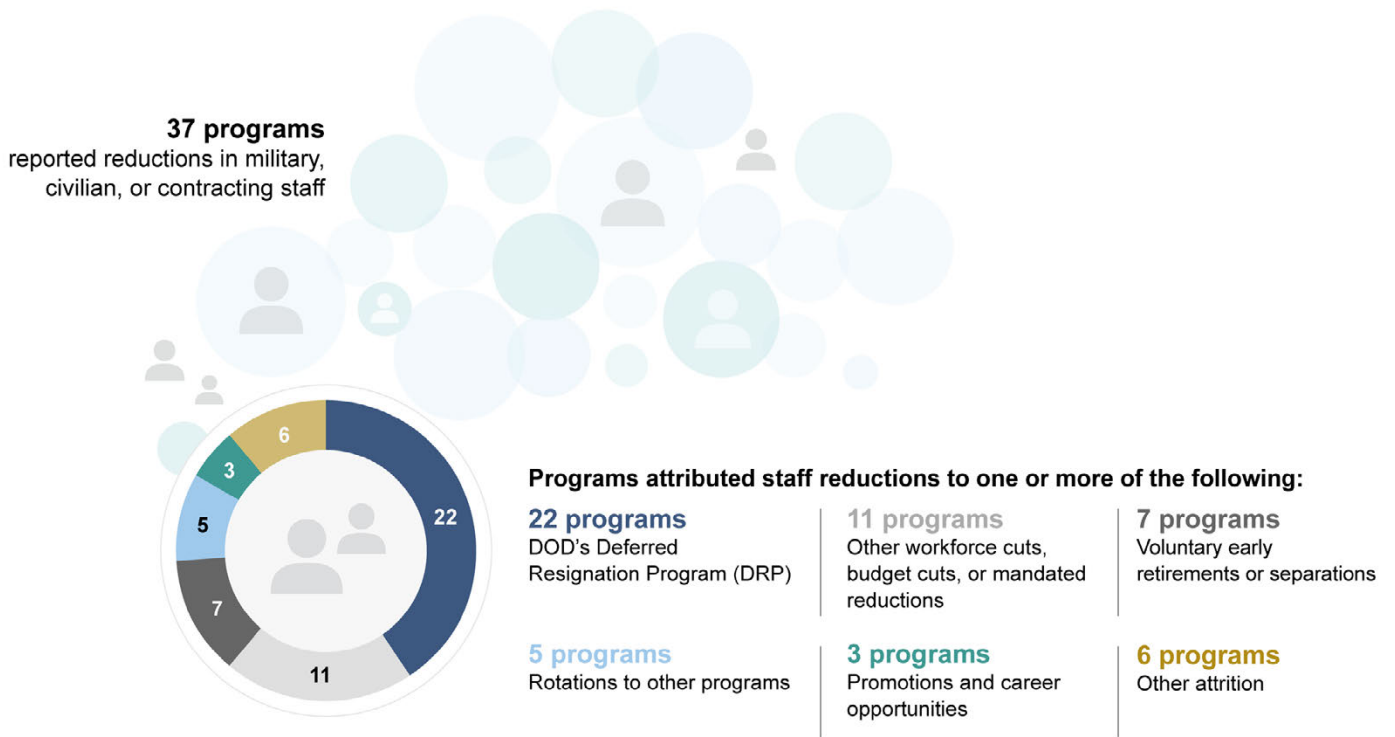 37 programs
reported reductions in military,
civilian, or contracting staff
6
3
22
5
7
11
Programs attributed staff reductions to one or more of the following:
22 programs
DOD’s Deferred
Resignation Program (DRP)
11 programs
Other workforce cuts,
budget cuts, or mandated
reductions
7 programs
Voluntary early
retirements or separations
5 programs
Rotations to other programs
3 programs
Promotions and career
opportunities
6 programs
Other attrition